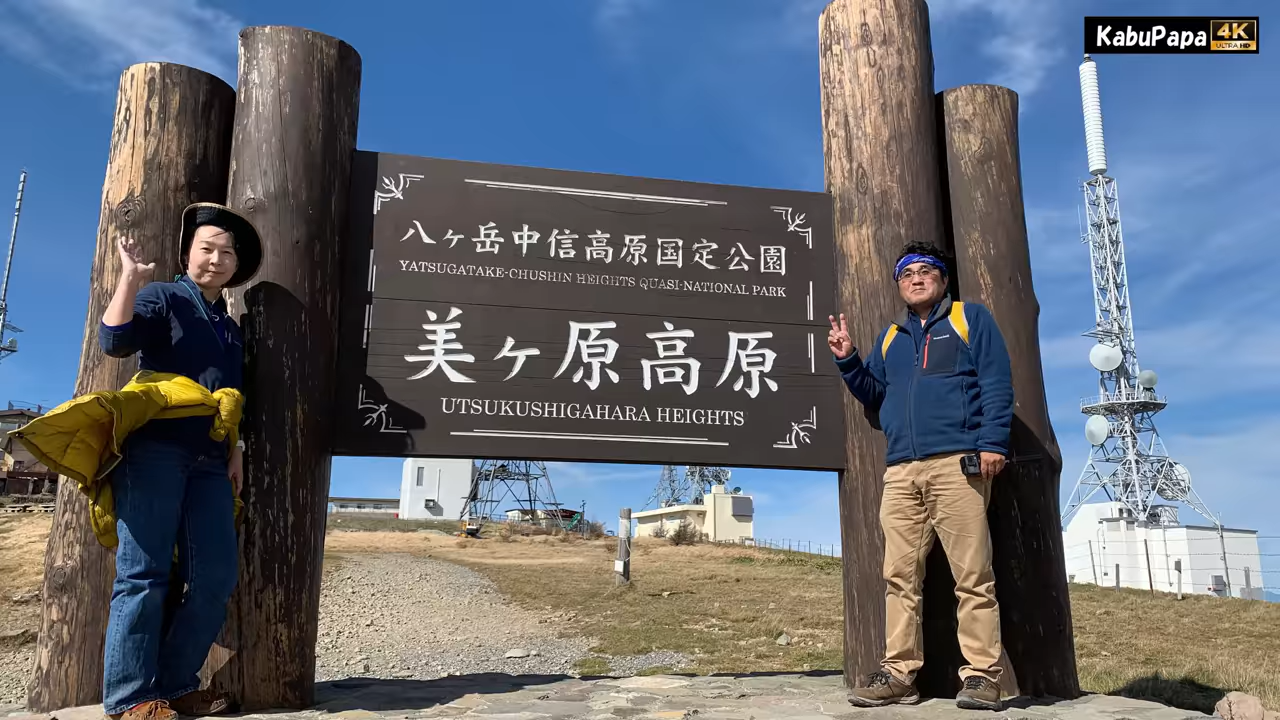 KabuPapa 4K
ULTRA HD
八ヶ岳中信高原国定公園
YATSUGATAKE-CHUSHIN HEIGHTS QUASI-NATIONAL PARK
美ヶ原高原
UTSUKUSHIGAHARA HEIGHTS